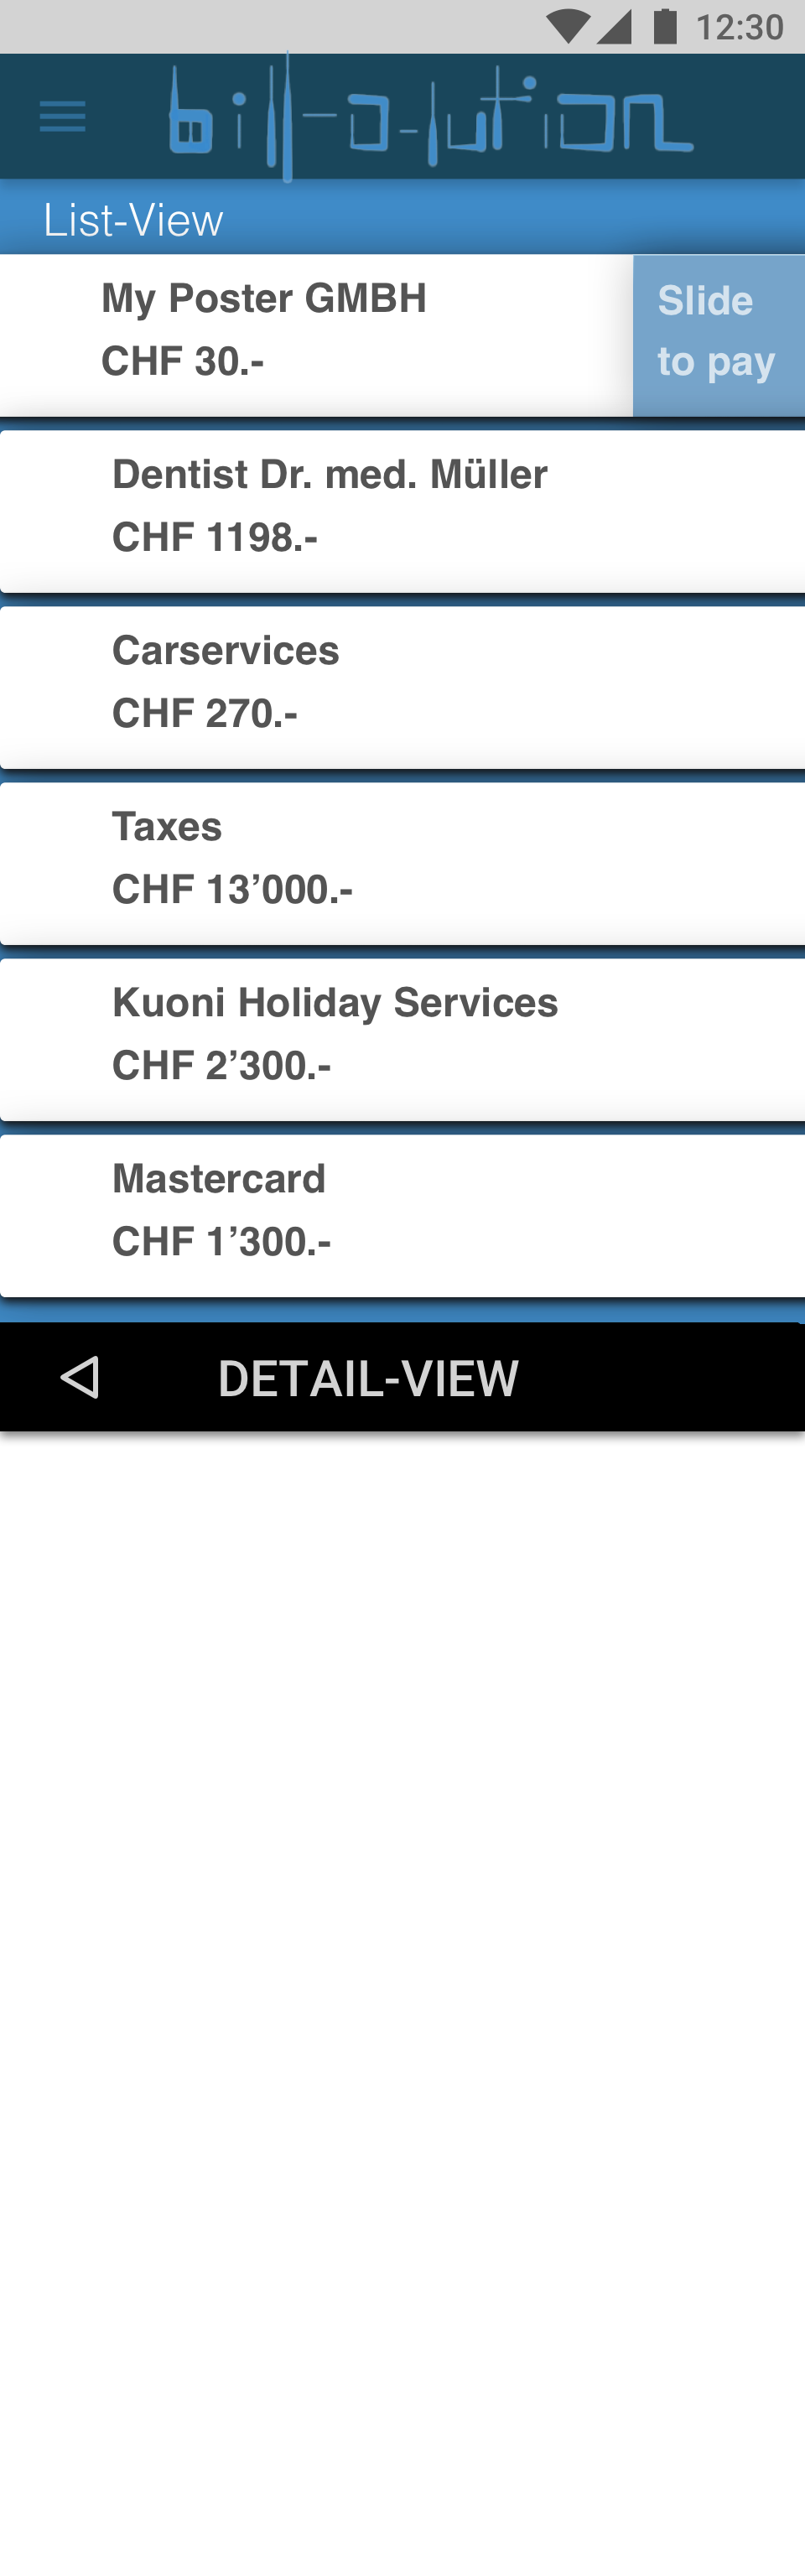 12:30
bill-o-lution
List-View
My Poster GMBH
CHF 30.-
Slide
to pay
Dentist Dr. med. Müller
CHF 1198.-
Carservices
CHF 270.-
Taxes
CHF 13’000.-
Kuoni Holiday Services
CHF 2’300.-
Mastercard
CHF 1’300.-
DETAIL-VIEW